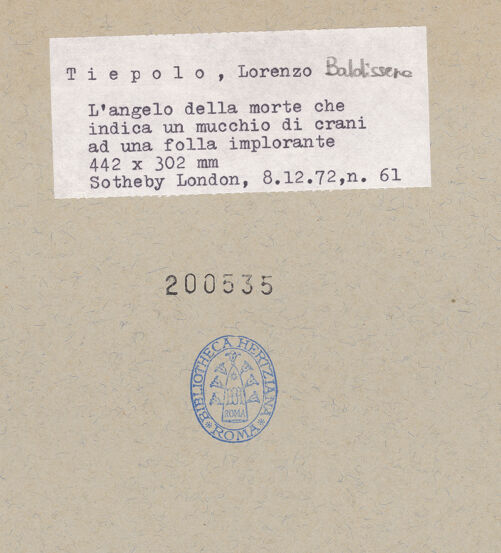 Tiepolo, Lorenzo Baldissera
L'angelo della morte che
indica un mucchio di crani
ad una folla implorante
442 x 302 mm
Sotheby London, 8.12.72,n. 61
200535
BIBLIOTHECA HERTZIANA
ROMA
* ROMA *